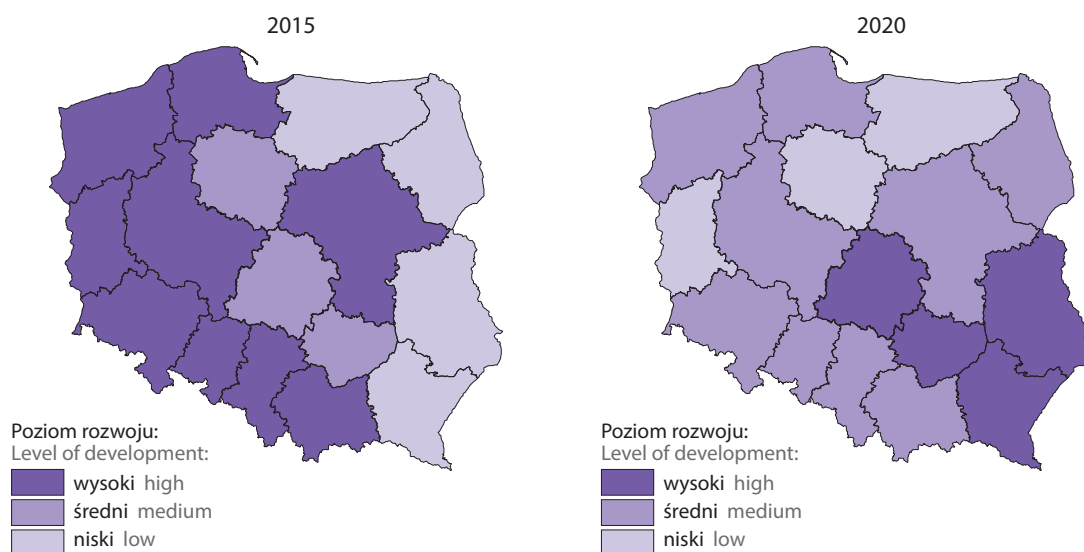 2015
Poziom rozwoju:
Level of development:
wysoki high
średni medium
niski low
2020
Poziom rozwoju:
Level of development:
wysoki high
średni medium
niski low